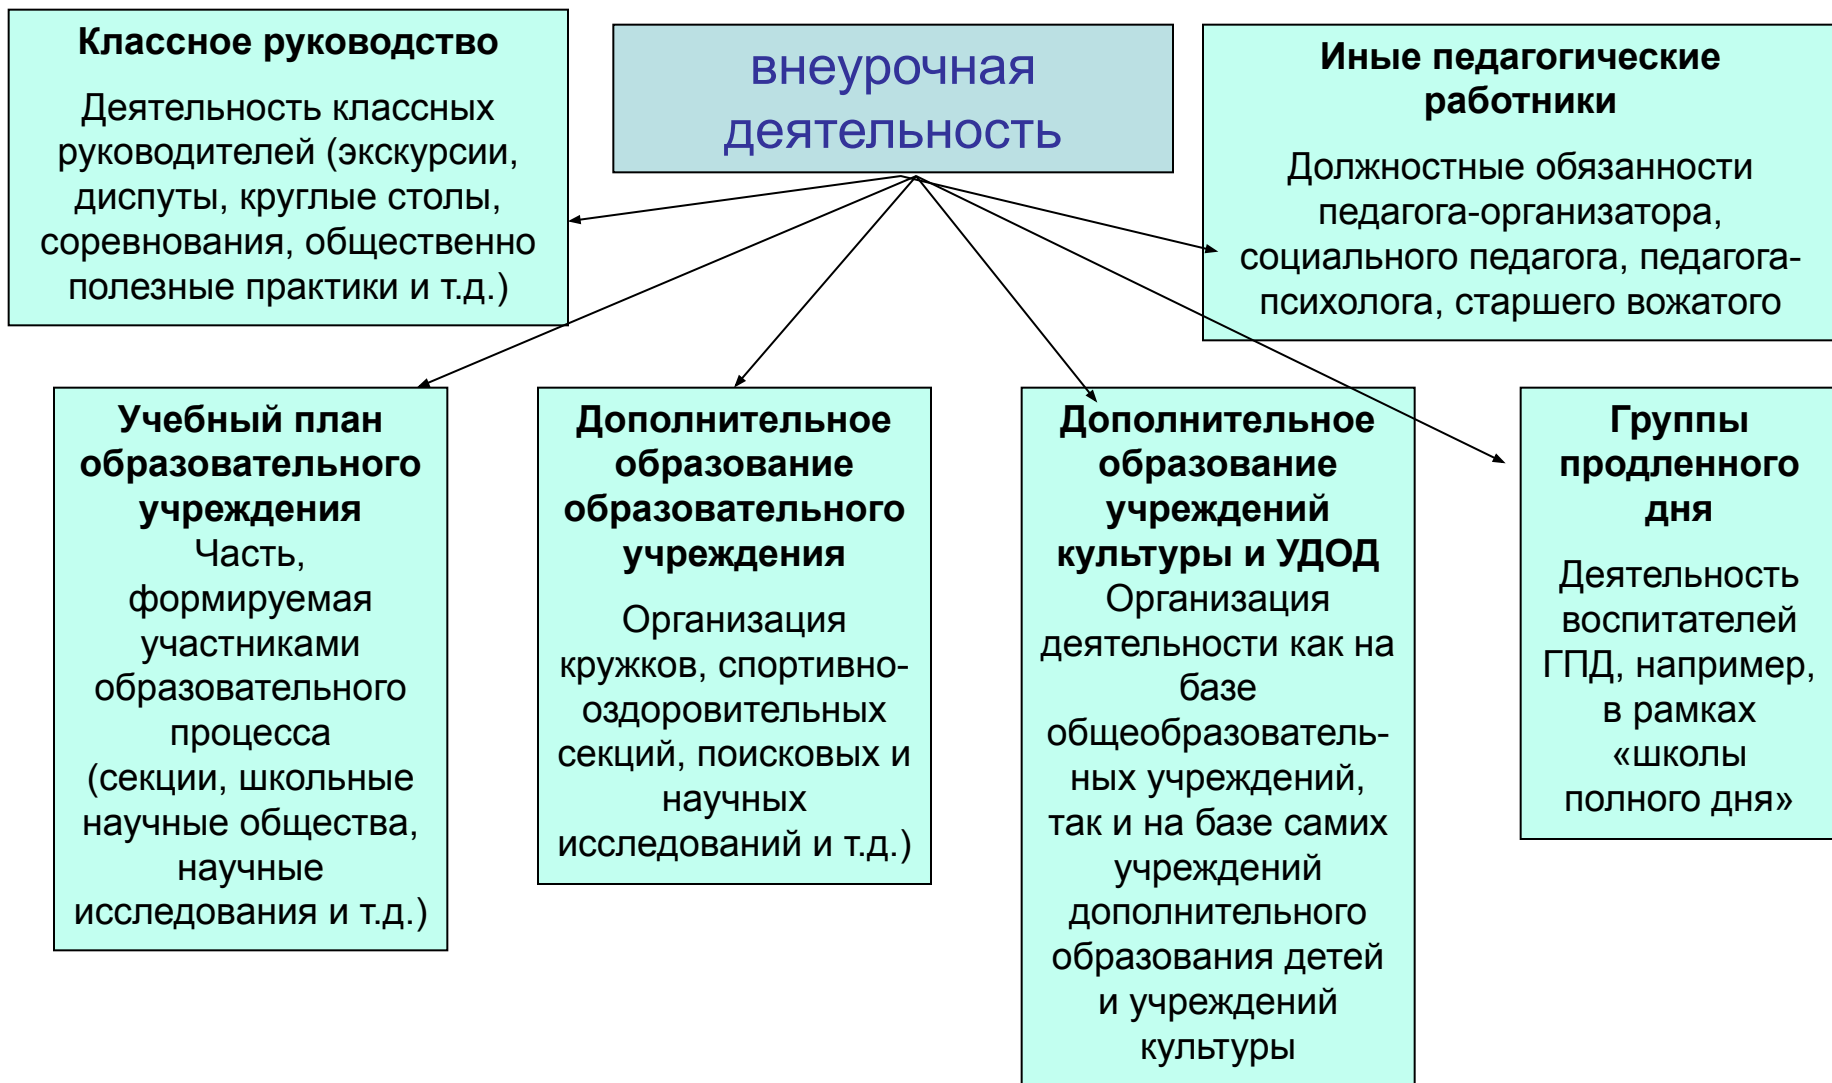 Классное руководство
Деятельность классных
руководителей (экскурсии,
диспуты, круглые столы,
соревнования, общественно
полезные практики и т.д.)
внеурочная
деятельность
Иные педагогические
работники
Должностные обязанности
педагога-организатора,
социального педагога, педагога-
психолога, старшего вожатого
Учебный план
образовательного
учреждения
Часть,
формируемая
участниками
образовательного
процесса
(секции, школьные
научные общества,
научные
исследования и т.д.)
Дополнительное
образование
образовательного
учреждения
Организация
кружков, спортивно-
оздоровительных
секций, поисковых и
научных
исследований и т.д.)
Дополнительное
образование
учреждений
культуры и УДОД
Организация
деятельности как на
базе
общеобразователь-
ных учреждений,
так и на базе самих
учреждений
дополнительного
образования детей
и учреждений
культуры
Группы
продленного
дня
Деятельность
воспитателей
ГПД, например,
в рамках
«школы
полного дня»